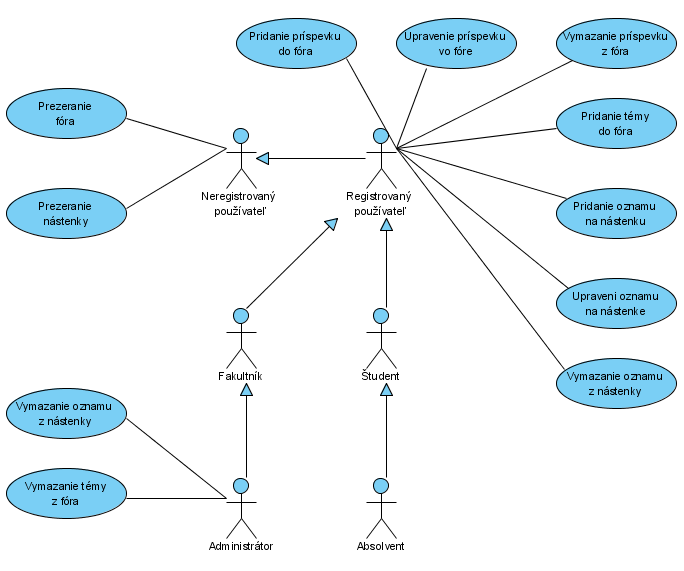 Pridanie príspevku
do fóra
Upravenie príspevku
vo fóre
Vymazanie príspevku
z fóra
Prezeranie
fóra
Pridanie témy
do fóra
Prezeranie
nástenky
Neregistrovaný
používateľ
Registrovaný
používateľ
Pridanie oznamu
na nástenku
Upraveni oznamu
na nástenke
Fakultník
Študent
Vymazanie oznamu
z nástenky
Vymazanie oznamu
z nástenky
Vymazanie témy
z fóra
Administrátor
Absolvent